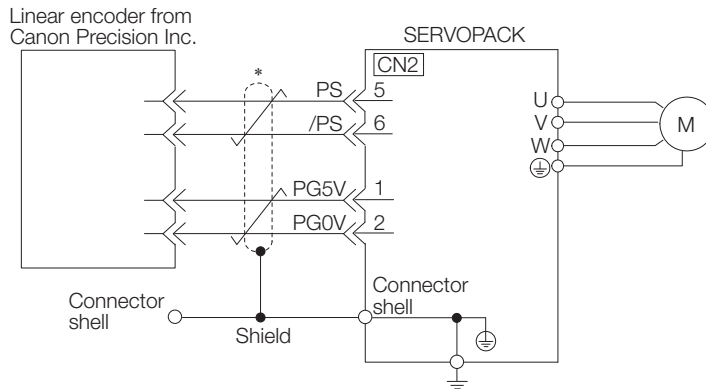 Linear encoder from
Canon Precision Inc.
SERVOPACK
CN2
*
PS 5
/PS 6
PG5V 1
PG0V 2
U
V
W
M
Connector
shell
Shield
Connector
shell